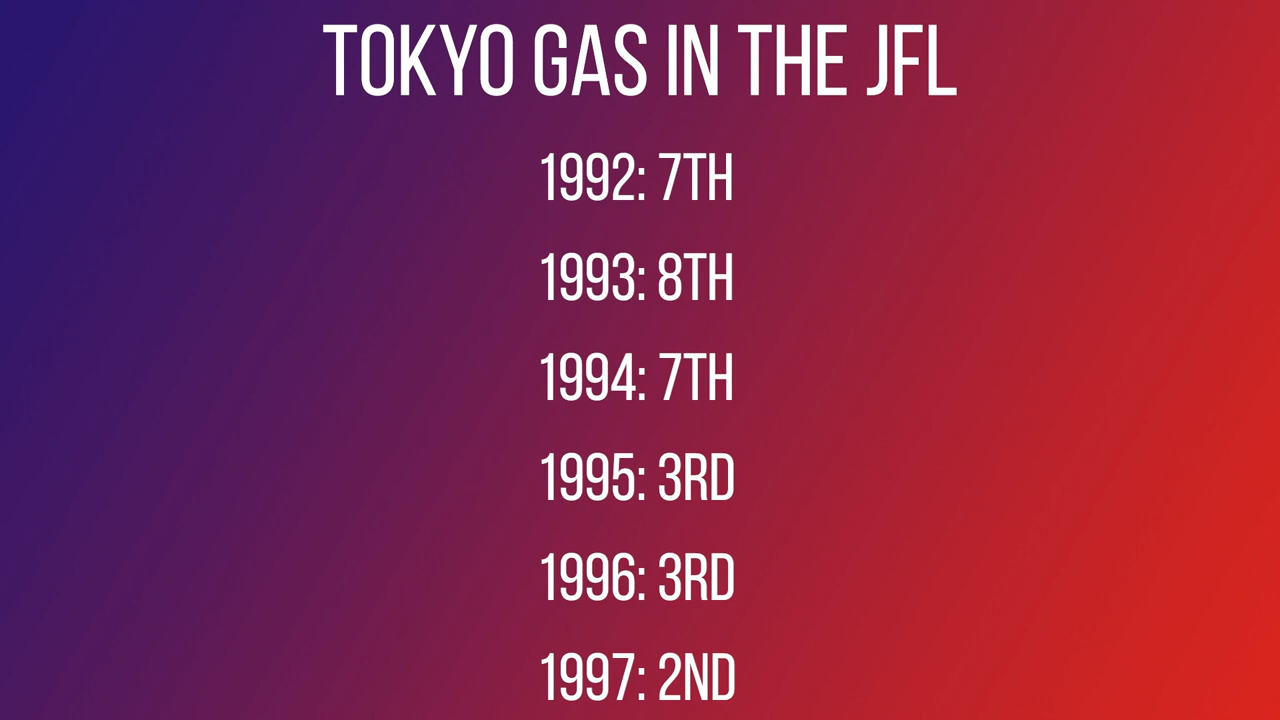 TOKYO GAS IN THE JFL
1992: 7TH
1993: 8TH
1994: 7TH
1995: 3RD
1996: 3RD
1997: 2ND